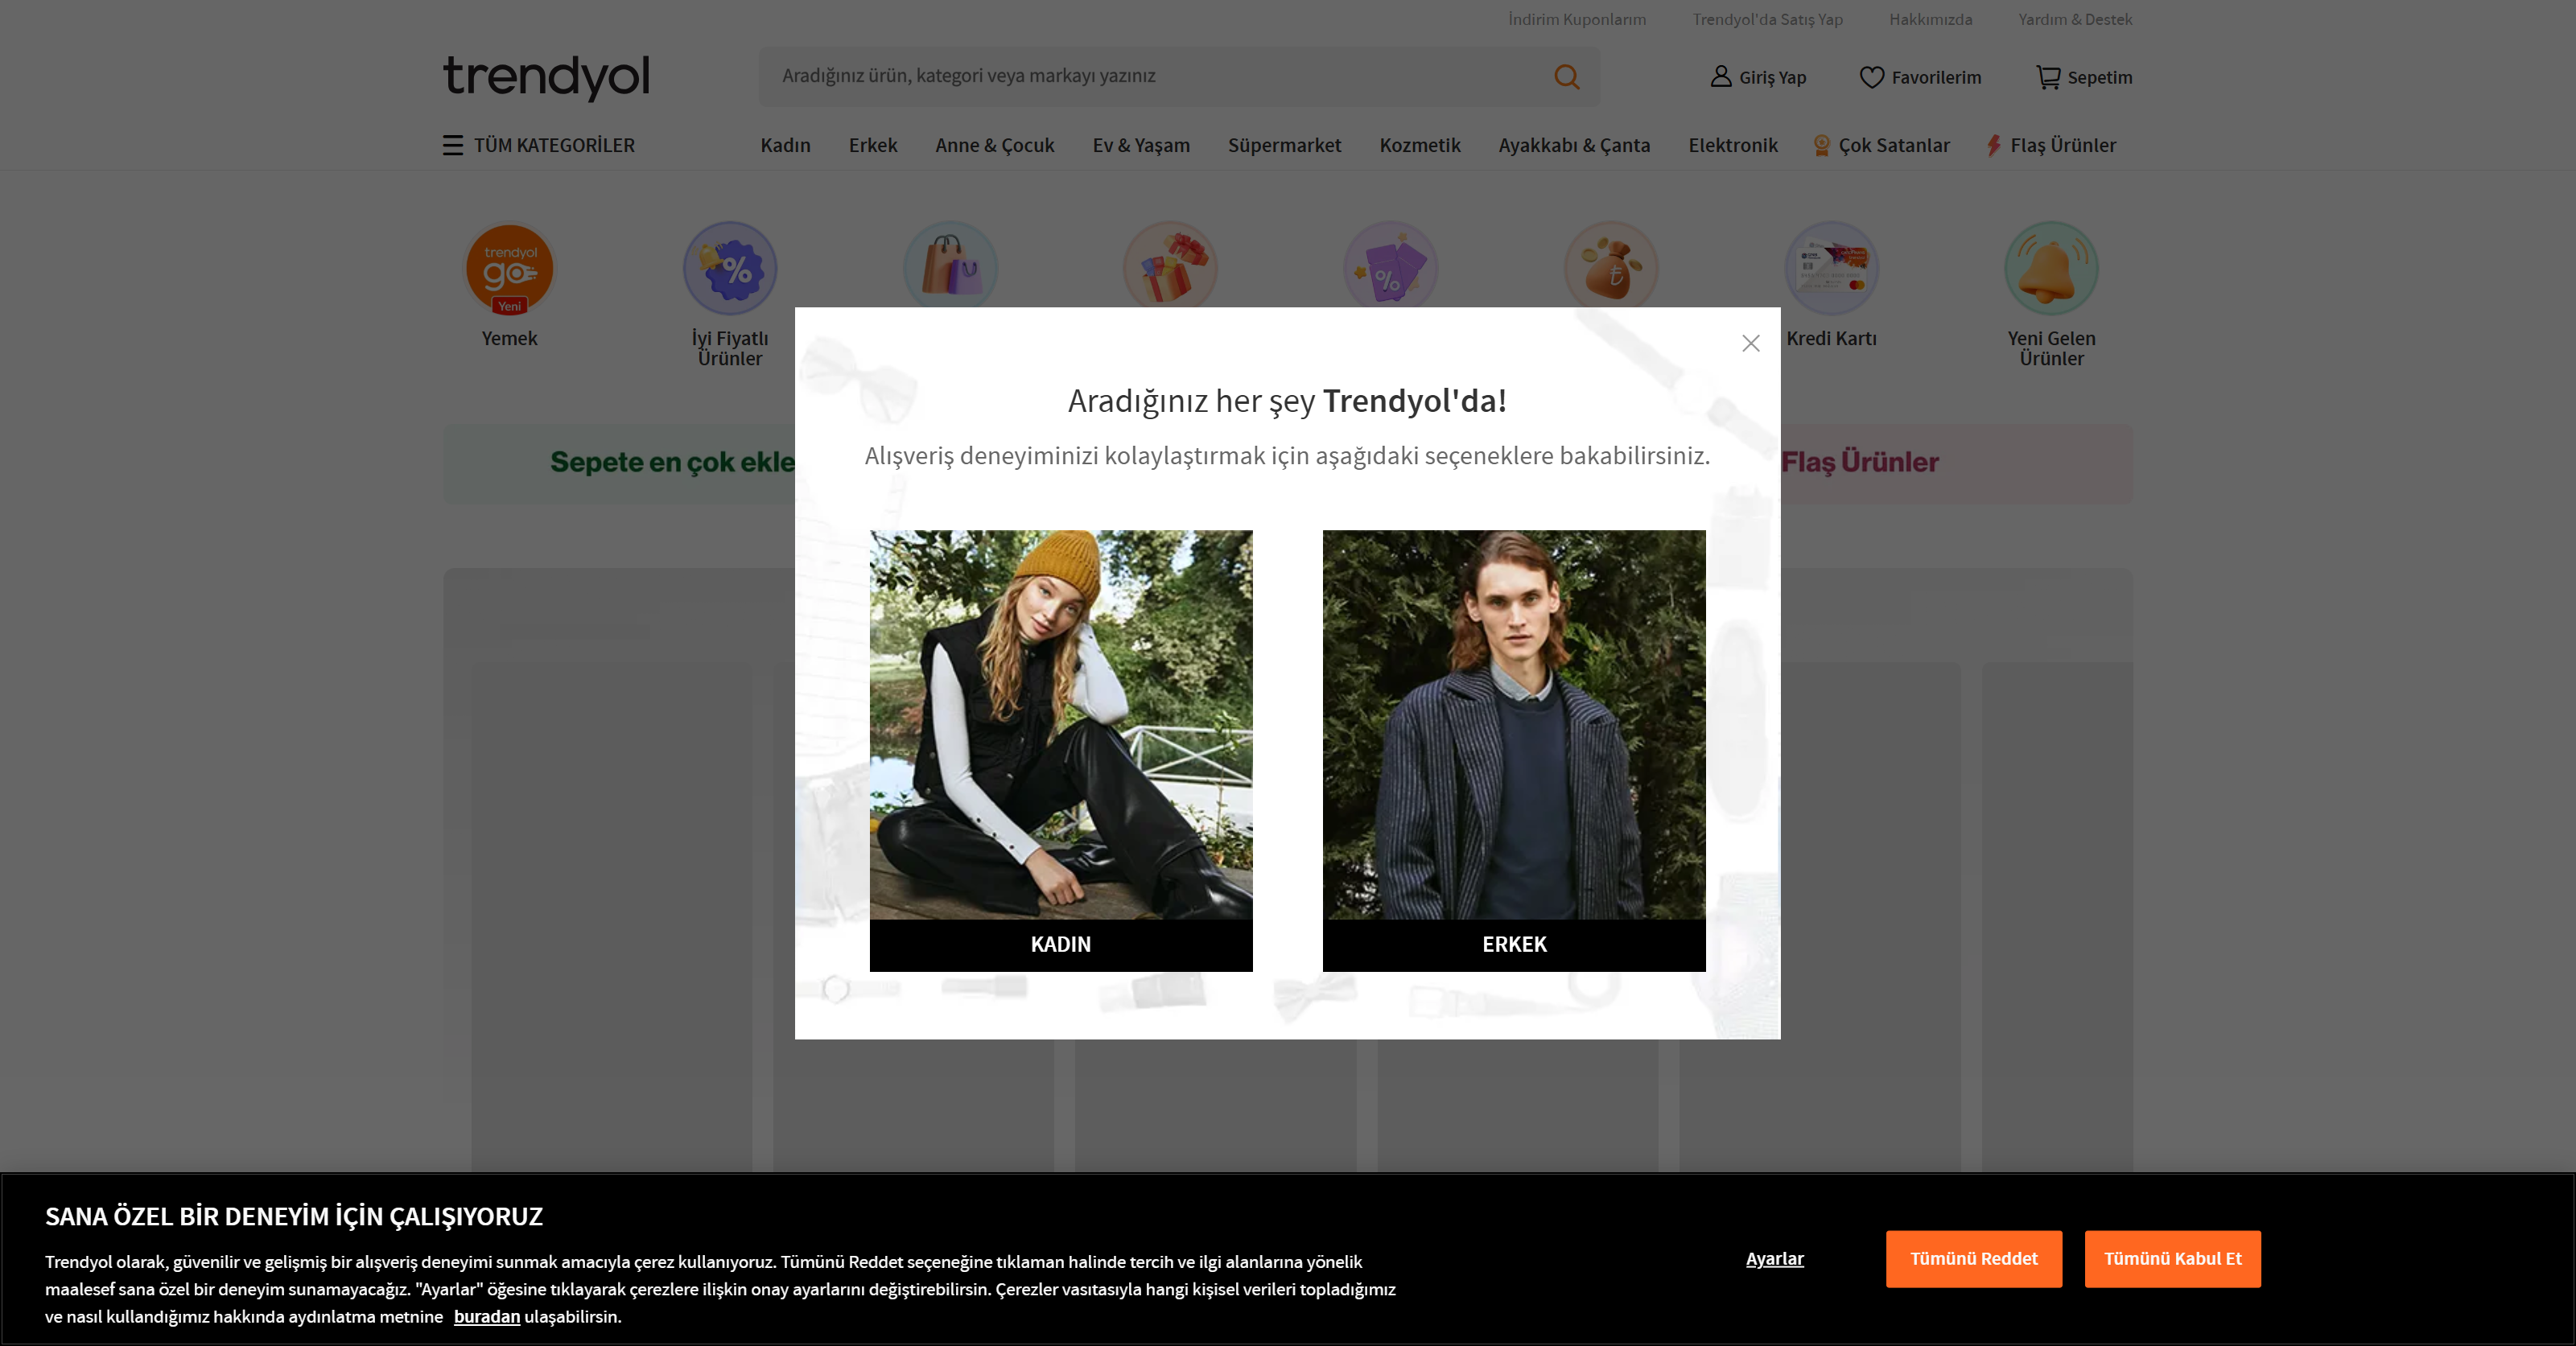 İndirim Kuponlarım Trendyol'da Satış Yap Hakkımızda Yardım & Destek
trendyol
Aradığınız ürün, kategori veya markayı yazınız
Giriş Yap Favorilerim Sepetim
TÜM KATEGORİLER Kadın Erkek Anne & Çocuk Ev & Yaşam Süpermarket Kozmetik Ayakkabı & Çanta Elektronik Çok Satanlar Flaş Ürünler
trendyol
go
Yeni
Yemek
İyi Fiyatlı
Ürünler
Kredi Kartı
Yeni Gelen
Ürünler
Sepete en çok ekle
Flaş Ürünler
Aradığınız her şey Trendyol'da!
Alışveriş deneyiminizi kolaylaştırmak için aşağıdaki seçeneklere bakabilirsiniz.
KADIN
ERKEK
SANA ÖZEL BİR DENEYİM İÇİN ÇALIŞIYORUZ
Trendyol olarak, güvenilir ve gelişmiş bir alışveriş deneyimi sunmak amacıyla çerez kullanıyoruz. Tümünü Reddet seçeneğine tıklaman halinde tercih ve ilgi alanlarına yönelik
maalesef sana özel bir deneyim sunamayacağız. "Ayarlar" öğesine tıklayarak çerezlere ilişkin onay ayarlarını değiştirebilirsin. Çerezler vasıtasıyla hangi kişisel verileri topladığımız
ve nasıl kullandığımız hakkında aydınlatma metnine buradan ulaşabilirsin.
Ayarlar
Tümünü Reddet
Tümünü Kabul Et